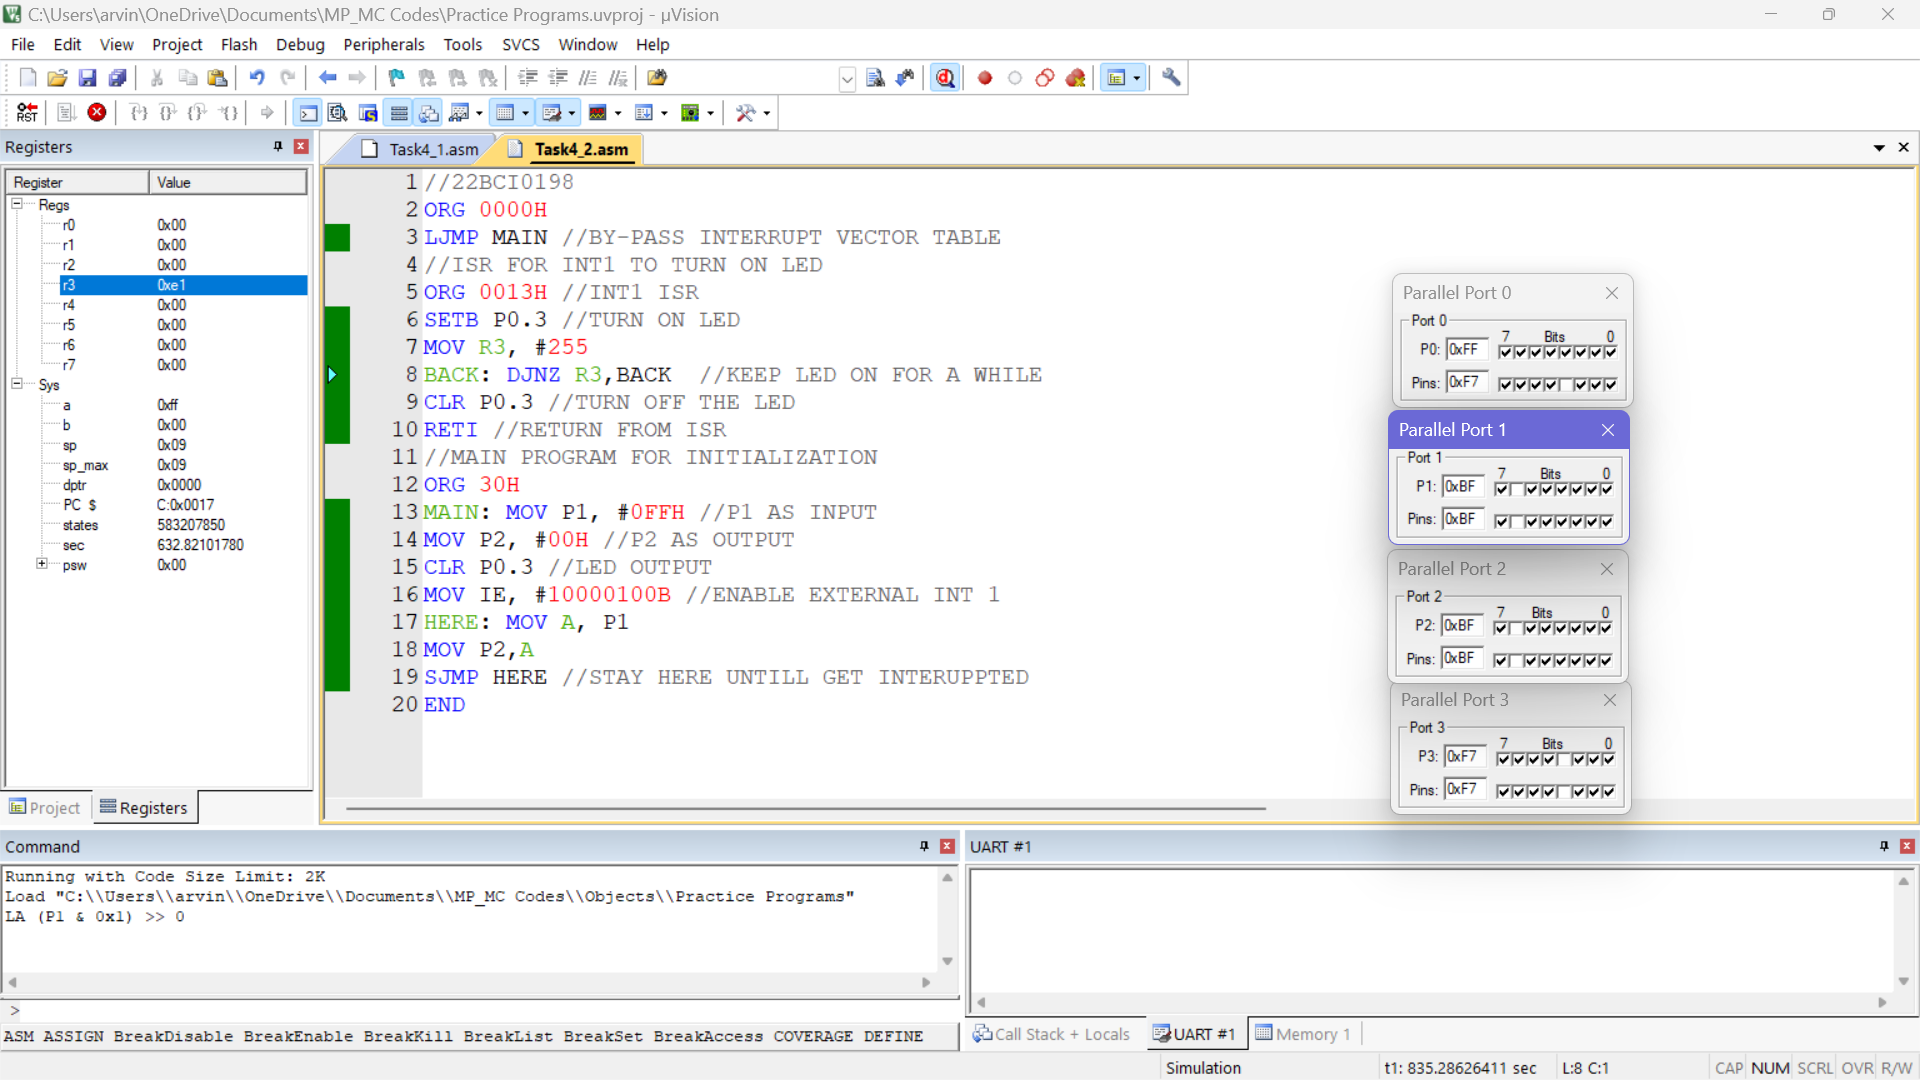 C:\Users\arvin\OneDrive\Documents\MP_MC Codes\Practice Programs.uvproj - µVision
File Edit View Project Flash Debug Peripherals Tools SVCS Window Help
RST
Registers
Register Value
Regs
r0 0x00
r1 0x00
r2 0x00
r3 0xe1
r4 0x00
r5 0x00
r6 0x00
r7 0x00
Sys
a 0xff
b 0x00
sp 0x09
sp_max 0x09
dptr 0x0000
PC $ C:0x0017
states 583207850
sec 632.82101780
psw 0x00
Project Registers
Task4_1.asm Task4_2.asm
1 //22BCI0198
2 ORG 0000H
3 LJMP MAIN //BY-PASS INTERRUPT VECTOR TABLE
4 //ISR FOR INT1 TO TURN ON LED
5 ORG 0013H //INT1 ISR
6 SETB P0.3 //TURN ON LED
7 MOV R3, #255
8 BACK: DJNZ R3,BACK //KEEP LED ON FOR A WHILE
9 CLR P0.3 //TURN OFF THE LED
10 RETI //RETURN FROM ISR
11 //MAIN PROGRAM FOR INITIALIZATION
12 ORG 30H
13 MAIN: MOV P1, #0FFH //P1 AS INPUT
14 MOV P2, #00H //P2 AS OUTPUT
15 CLR P0.3 //LED OUTPUT
16 MOV IE, #10000100B //ENABLE EXTERNAL INT 1
17 HERE: MOV A, P1
18 MOV P2,A
19 SJMP HERE //STAY HERE UNTILL GET INTERUPPTED
20 END
Parallel Port 0
Port 0
7 Bits 0
P0: 0xFF
Pins: 0xF7
Parallel Port 1
Port 1
7 Bits 0
P1: 0xBF
Pins: 0xBF
Parallel Port 2
Port 2
7 Bits 0
P2: 0xBF
Pins: 0xBF
Parallel Port 3
Port 3
7 Bits 0
P3: 0xF7
Pins: 0xF7
Command
Running with Code Size Limit: 2K
Load "C:\\Users\\arvin\\OneDrive\\Documents\\MP_MC Codes\\Objects\\Practice Programs"
LA (P1 & 0x1) >> 0
>
ASM ASSIGN BreakDisable BreakEnable BreakKill BreakList BreakSet BreakAccess COVERAGE DEFINE
UART #1
Call Stack + Locals UART #1 Memory 1
Simulation t1: 835.28626411 sec L:8 C:1 CAP NUM SCRL OVR R/W